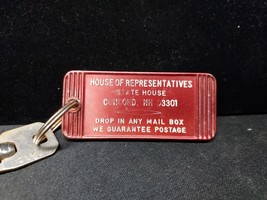 HOUSE OF REPRESENTATIVES
STATE HOUSE
CONCORD, NH 03301
DROP IN ANY MAIL BOX
WE GUARANTEE POSTAGE